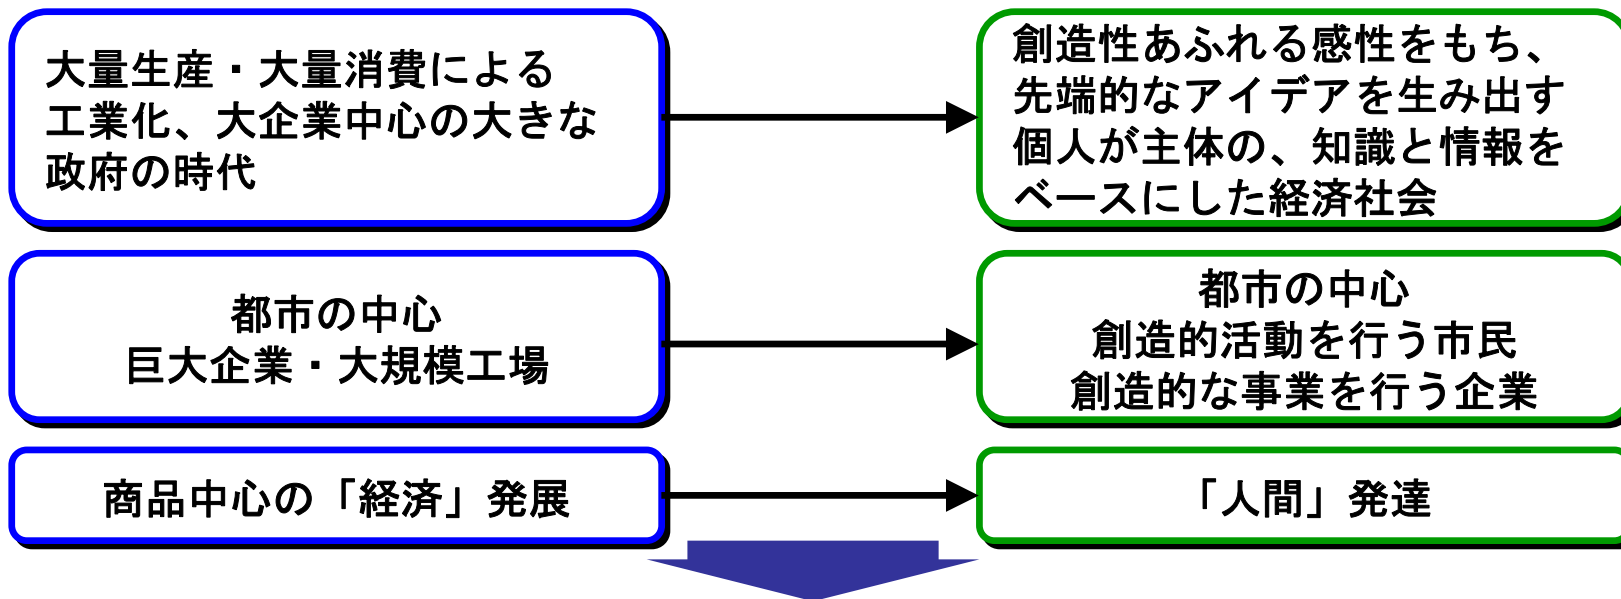 大量生産・大量消費による
工業化、大企業中心の大きな
政府の時代
創造性あふれる感性をもち、
先端的なアイデアを生み出す
個人が主体の、知識と情報を
ベースにした経済社会
都市の中心
巨大企業・大規模工場
都市の中心
創造的活動を行う市民
創造的な事業を行う企業
商品中心の「経済」発展
「人間」発達